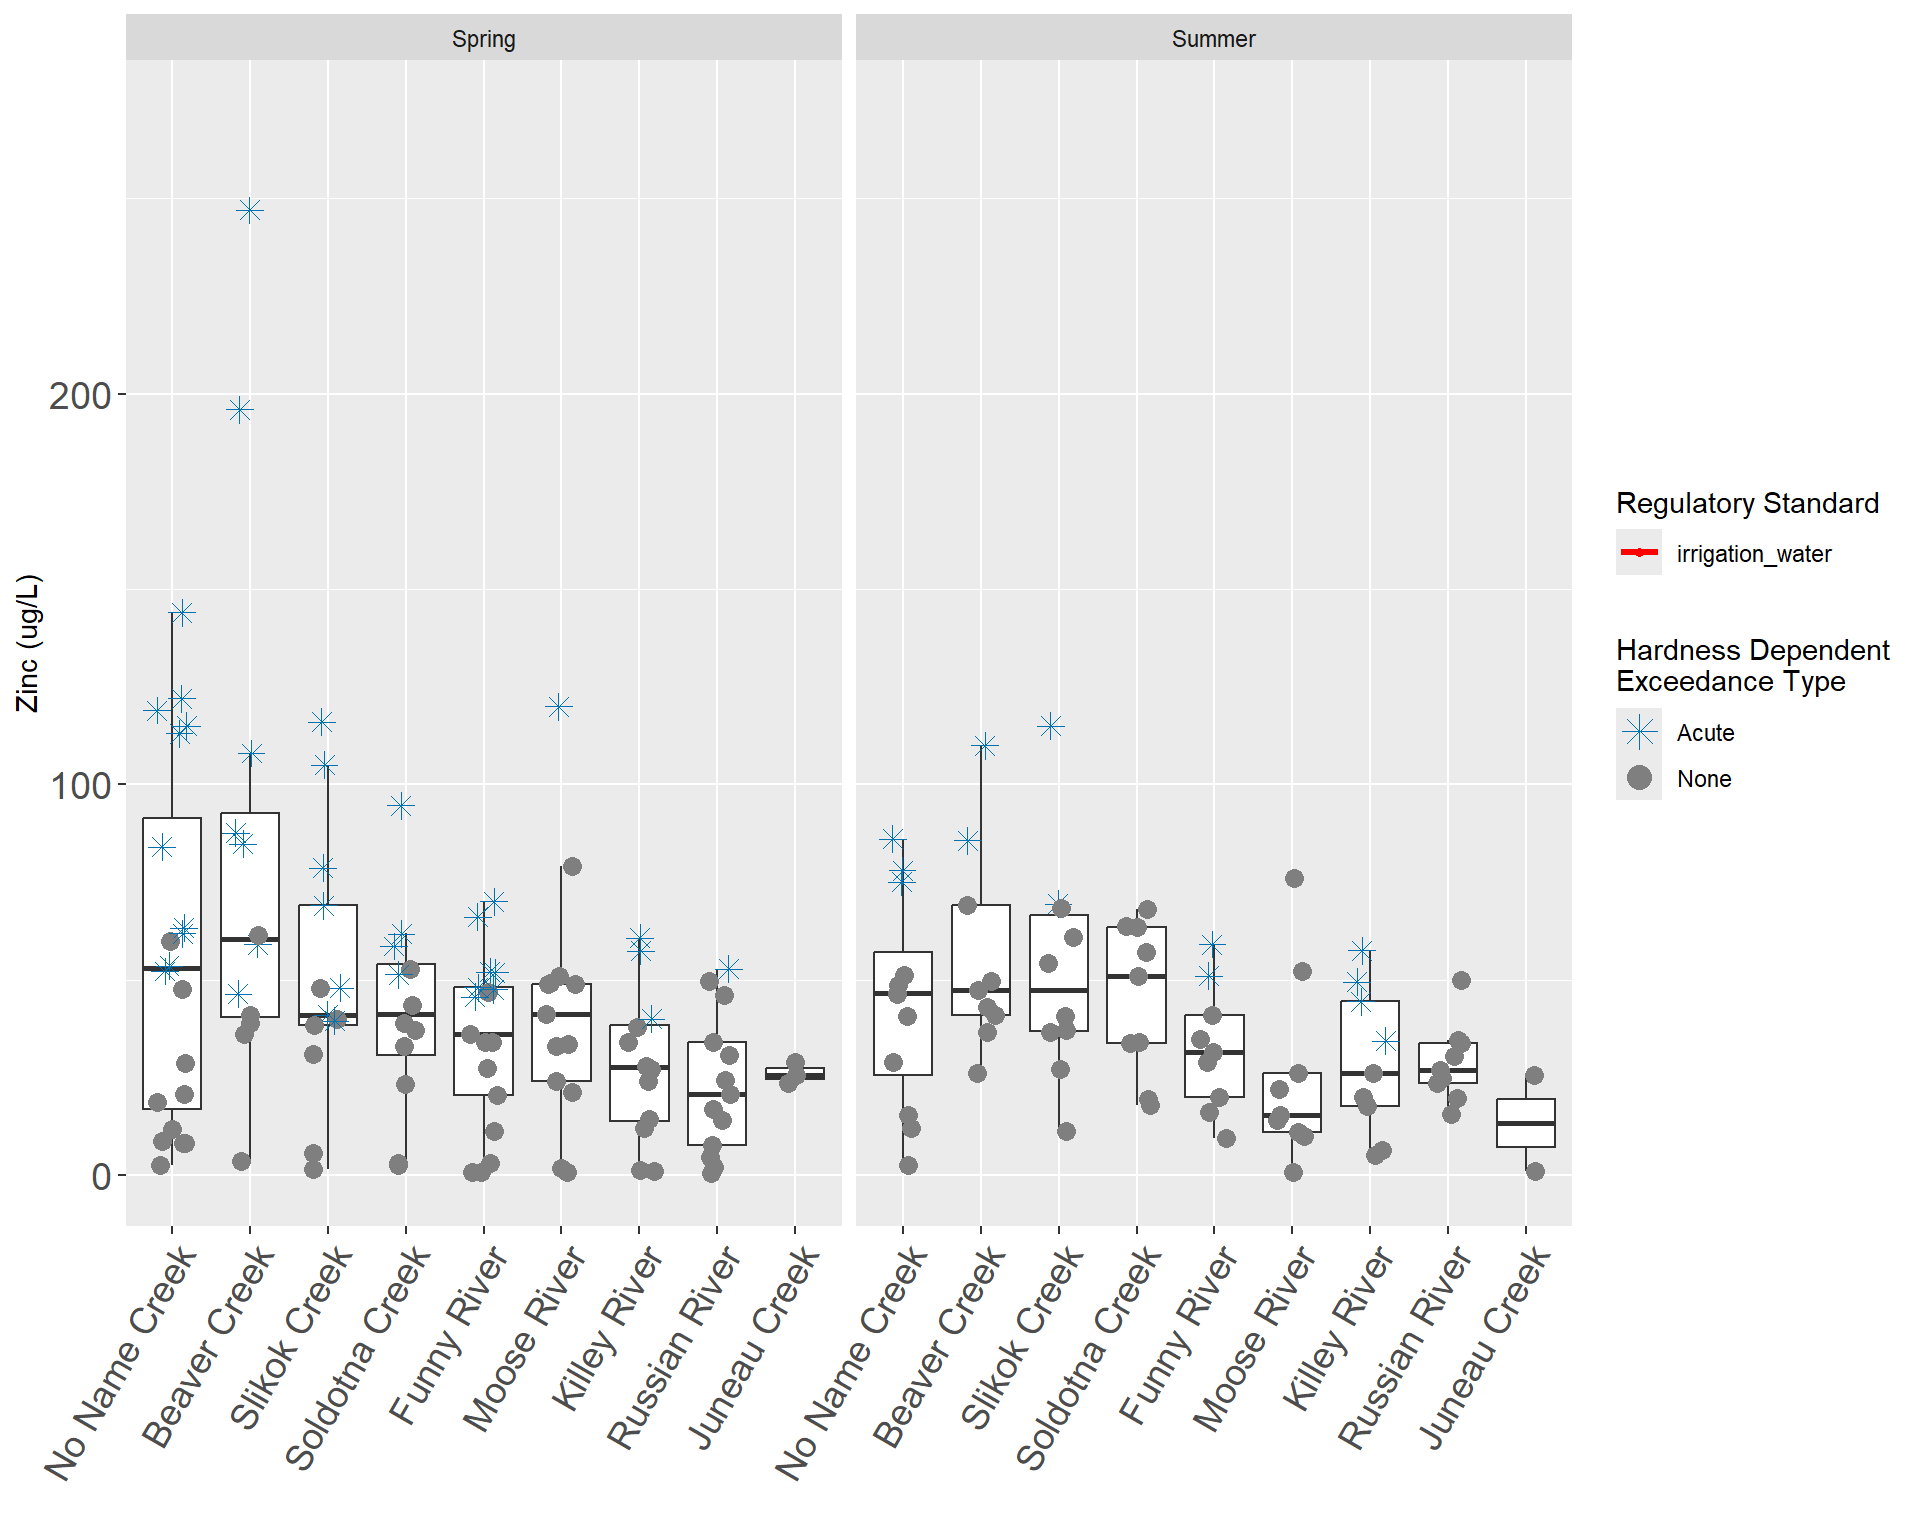 Spring
Summer
Zinc (ug/L)
200
100
0
No Name Creek
Beaver Creek
Slikok Creek
Soldotna Creek
Funny River
Moose River
Killey River
Russian River
Juneau Creek
No Name Creek
Beaver Creek
Slikok Creek
Soldotna Creek
Funny River
Moose River
Killey River
Russian River
Juneau Creek
Regulatory Standard
irrigation_water
Hardness Dependent
Exceedance Type
Acute
None